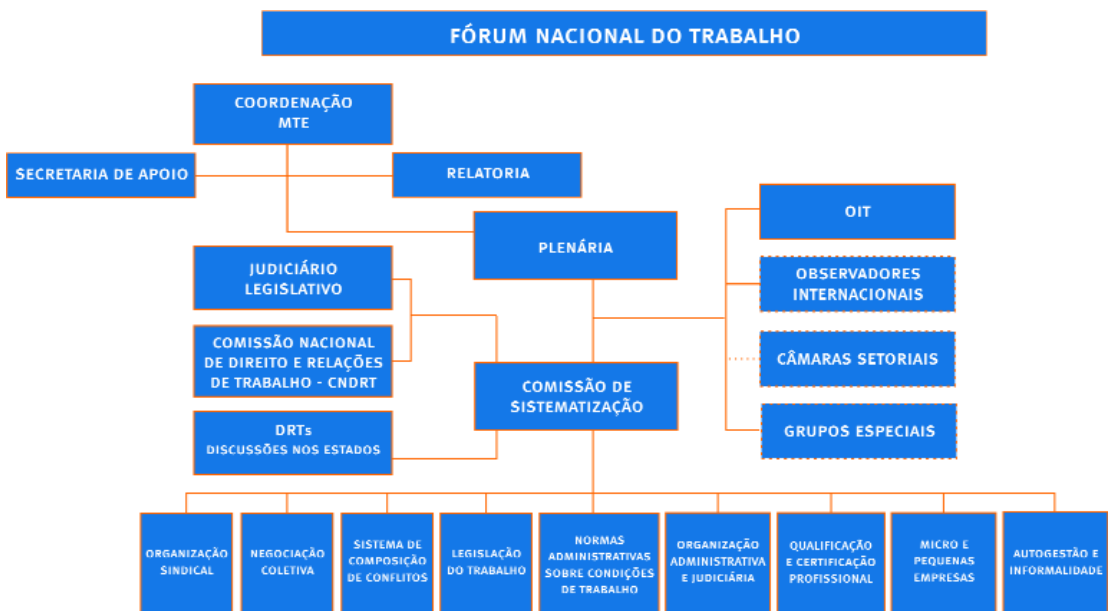 FÓRUM NACIONAL DO TRABALHO
COORDENAÇÃO
MTE
SECRETARIA DE APOIO
RELATORIA
PLENÁRIA
OIT
JUDICIÁRIO
LEGISLATIVO
OBSERVADORES
INTERNACIONAIS
COMISSÃO NACIONAL
DE DIREITO E RELAÇÕES
DE TRABALHO - CNDRT
CÂMARAS SETORIAIS
COMISSÃO DE
SISTEMATIZAÇÃO
DRTs
DISCUSSÕES NOS ESTADOS
GRUPOS ESPECIAIS
ORGANIZAÇÃO
SINDICAL
NEGOCIAÇÃO
COLETIVA
SISTEMA DE
COMPOSIÇÃO
DE CONFLITOS
LEGISLAÇÃO
DO TRABALHO
NORMAS
ADMINISTRATIVAS
SOBRE CONDIÇÕES
DE TRABALHO
ORGANIZAÇÃO
ADMINISTRATIVA
E JUDICIÁRIA
QUALIFICAÇÃO
E CERTIFICAÇÃO
PROFISSIONAL
MICRO E
PEQUENAS
EMPRESAS
AUTOGESTÃO E
INFORMALIDADE